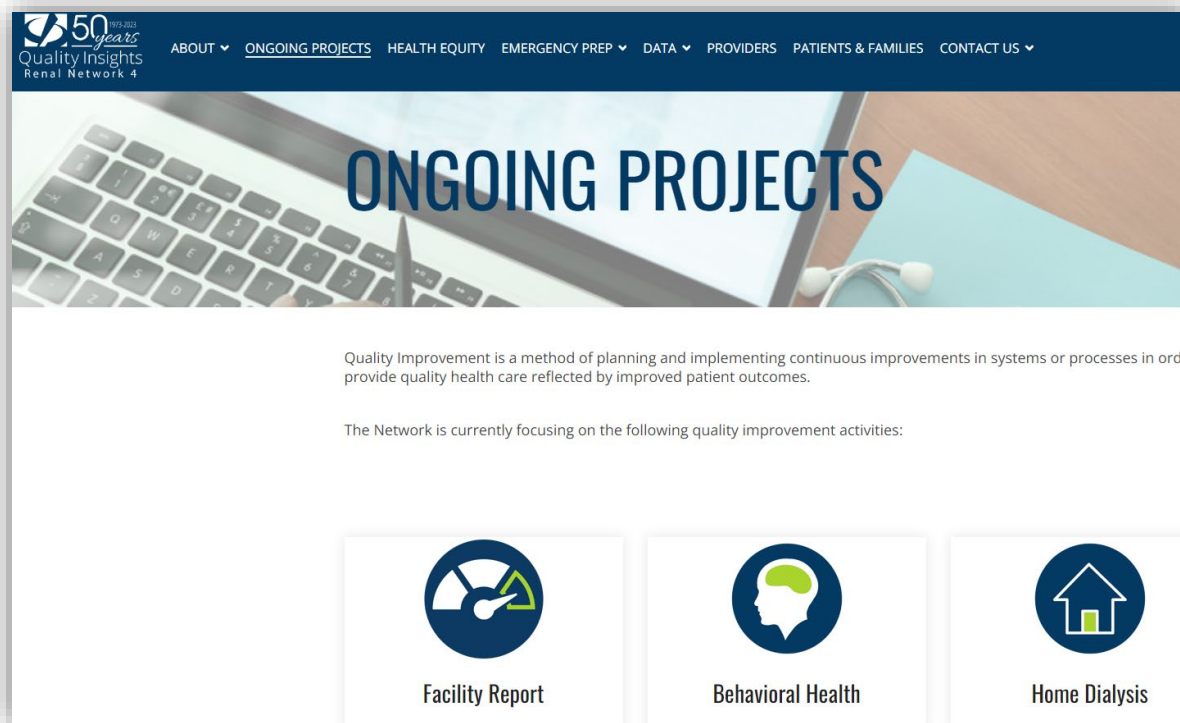 50 1973-2023
years
Quality Insights
Renal Network 4
ABOUT ONGOING PROJECTS HEALTH EQUITY EMERGENCY PREP DATA PROVIDERS PATIENTS & FAMILIES CONTACT US
ONGOING PROJECTS
Quality Improvement is a method of planning and implementing continuous improvements in systems or processes in ord
provide quality health care reflected by improved patient outcomes.
The Network is currently focusing on the following quality improvement activities:
Facility Report
Behavioral Health
Home Dialysis